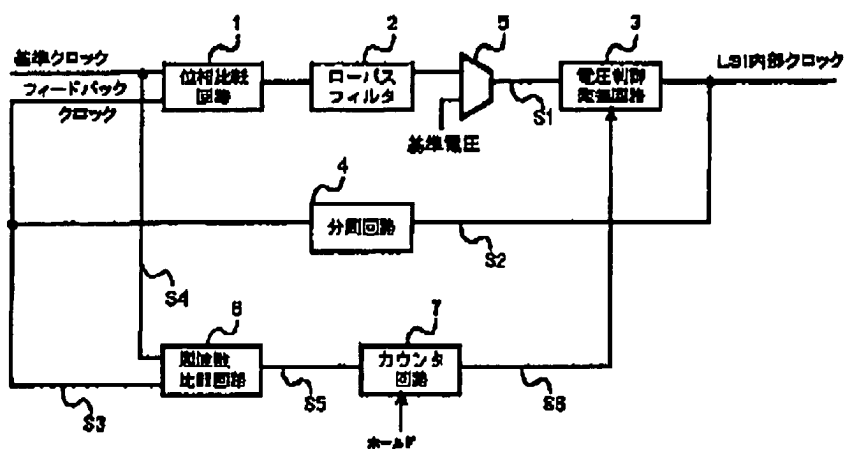 1
2
5
3
基準クロック
LSI内部クロック
位相比較
回路
ローパス
フィルタ
電圧制御
発振回路
フィードバック
クロック
S1
基準電圧
4
分周回路
S2
S4
6
7
周波数
比較回路
カウンタ
回路
S5
S6
S3
ホールド